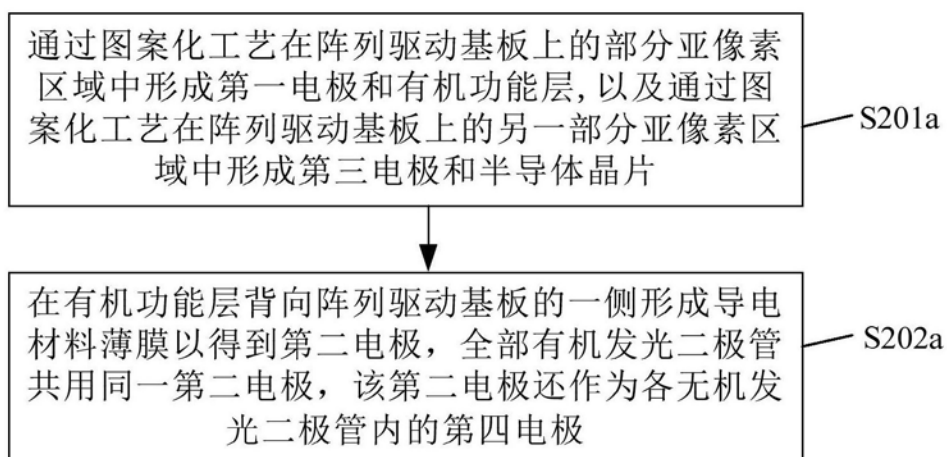 通过图案化工艺在阵列驱动基板上的部分亚像素
区域中形成第一电极和有机功能层,以及通过图
案化工艺在阵列驱动基板上的另一部分亚像素区
域中形成第三电极和半导体晶片
S201a
在有机功能层背向阵列驱动基板的一侧形成导电
材料薄膜以得到第二电极，全部有机发光二极管
共用同一第二电极，该第二电极还作为各无机发
光二极管内的第四电极
S202a